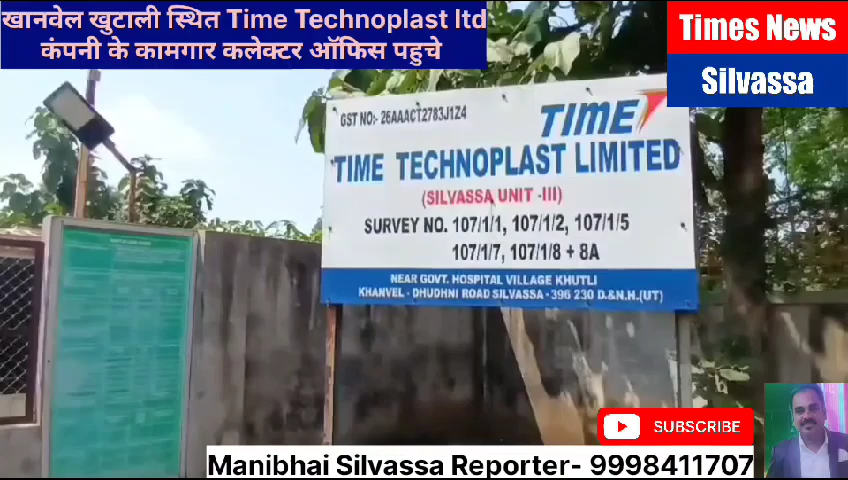 खानवेल खुटाली स्थित Time Technoplast ltd
कंपनी के कामगार कलेक्टर ऑफिस पहुचे
Times News
Silvassa
GST NO:- 26AAACT2783J1Z4
TIME
TIME TECHNOPLAST LIMITED
(SILVASSA UNIT -III)
SURVEY NO. 107/1/1, 107/1/2, 107/1/5
107/1/7, 107/1/8 + 8A
NEAR GOVT. HOSPITAL VILLAGE KHUTLI
KHANVEL - DHUDHNI ROAD SILVASSA - 396 230 D.&N.H.(UT)
SUBSCRIBE
Manibhai Silvassa Reporter- 9998411707